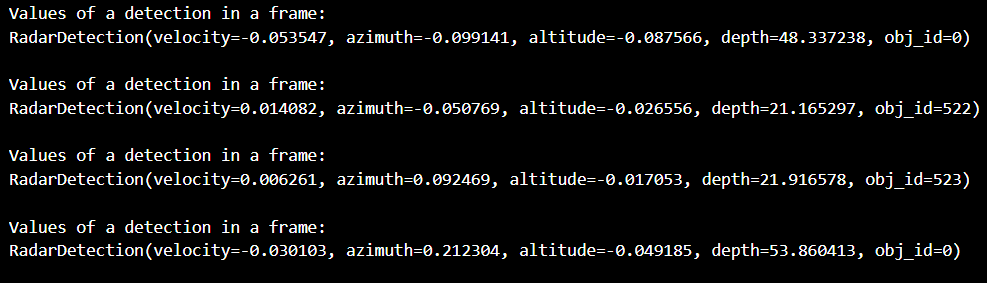 Values of a detection in a frame:
RadarDetection(velocity=-0.053547, azimuth=-0.099141, altitude=-0.087566, depth=48.337238, obj_id=0)
Values of a detection in a frame:
RadarDetection(velocity=0.014082, azimuth=-0.050769, altitude=-0.026556, depth=21.165297, obj_id=522)
Values of a detection in a frame:
RadarDetection(velocity=0.006261, azimuth=0.092469, altitude=-0.017053, depth=21.916578, obj_id=523)
Values of a detection in a frame:
RadarDetection(velocity=-0.030103, azimuth=0.212304, altitude=-0.049185, depth=53.860413, obj_id=0)